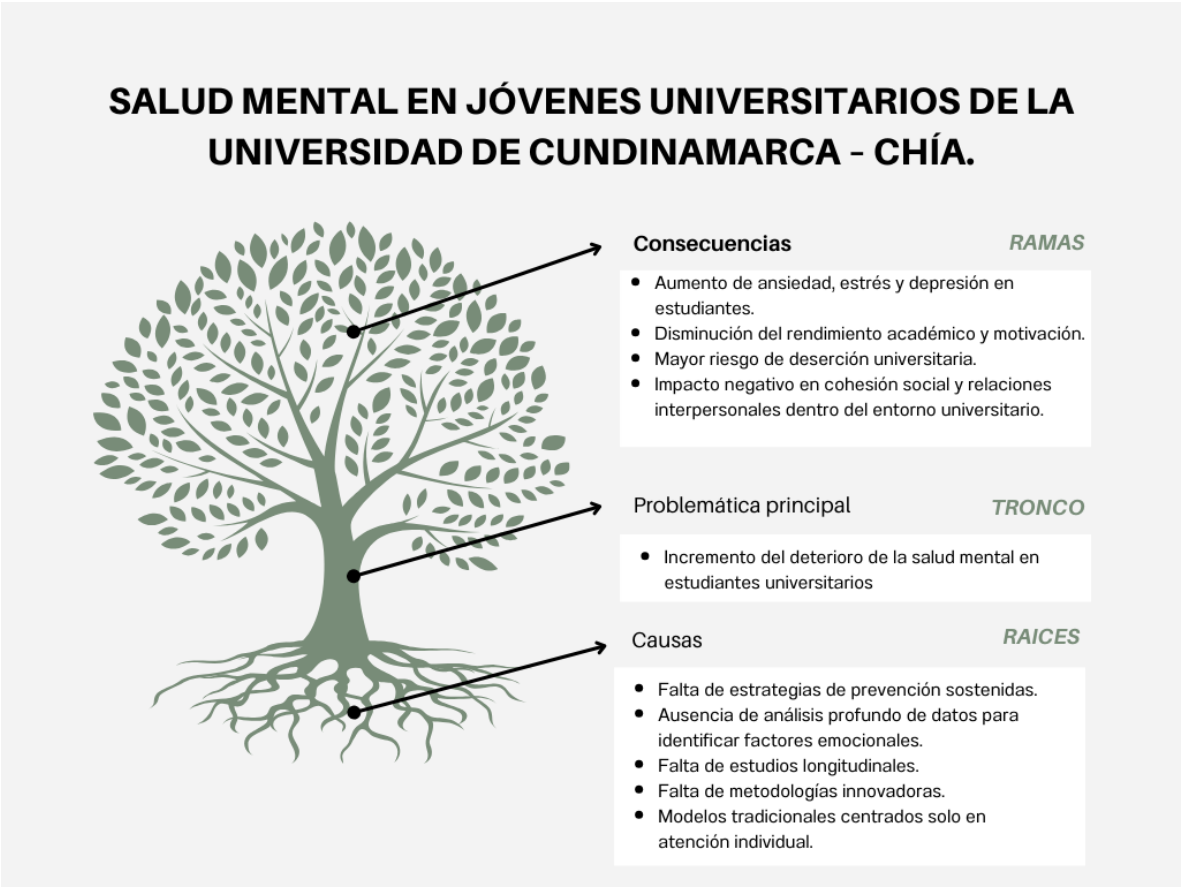 SALUD MENTAL EN JÓVENES UNIVERSITARIOS DE LA
UNIVERSIDAD DE CUNDINAMARCA – CHÍA.
Consecuencias
RAMAS
• Aumento de ansiedad, estrés y depresión en
estudiantes.
• Disminución del rendimiento académico y motivación.
• Mayor riesgo de deserción universitaria.
• Impacto negativo en cohesión social y relaciones
interpersonales dentro del entorno universitario.
Problemática principal
TRONCO
• Incremento del deterioro de la salud mental en
estudiantes universitarios
Causas
RAICES
• Falta de estrategias de prevención sostenidas.
• Ausencia de análisis profundo de datos para
identificar factores emocionales.
• Falta de estudios longitudinales.
• Falta de metodologías innovadoras.
• Modelos tradicionales centrados solo en
atención individual.